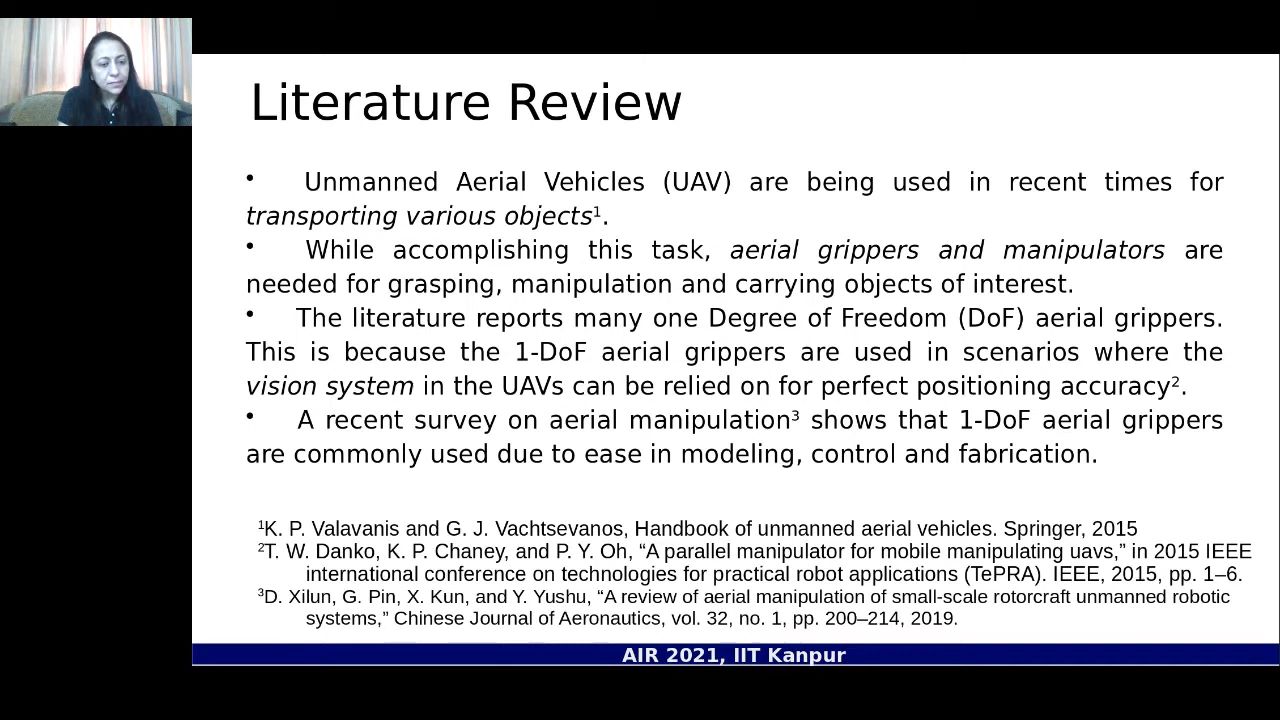 Literature Review
• Unmanned Aerial Vehicles (UAV) are being used in recent times for
transporting various objects¹.
• While accomplishing this task, aerial grippers and manipulators are
needed for grasping, manipulation and carrying objects of interest.
• The literature reports many one Degree of Freedom (DoF) aerial grippers.
This is because the 1-DoF aerial grippers are used in scenarios where the
vision system in the UAVs can be relied on for perfect positioning accuracy².
• A recent survey on aerial manipulation³ shows that 1-DoF aerial grippers
are commonly used due to ease in modeling, control and fabrication.
¹K. P. Valavanis and G. J. Vachtsevanos, Handbook of unmanned aerial vehicles. Springer, 2015
²T. W. Danko, K. P. Chaney, and P. Y. Oh, “A parallel manipulator for mobile manipulating uavs,” in 2015 IEEE
international conference on technologies for practical robot applications (TePRA). IEEE, 2015, pp. 1–6.
³D. Xilun, G. Pin, X. Kun, and Y. Yushu, “A review of aerial manipulation of small-scale rotorcraft unmanned robotic
systems,” Chinese Journal of Aeronautics, vol. 32, no. 1, pp. 200–214, 2019.
AIR 2021, IIT Kanpur